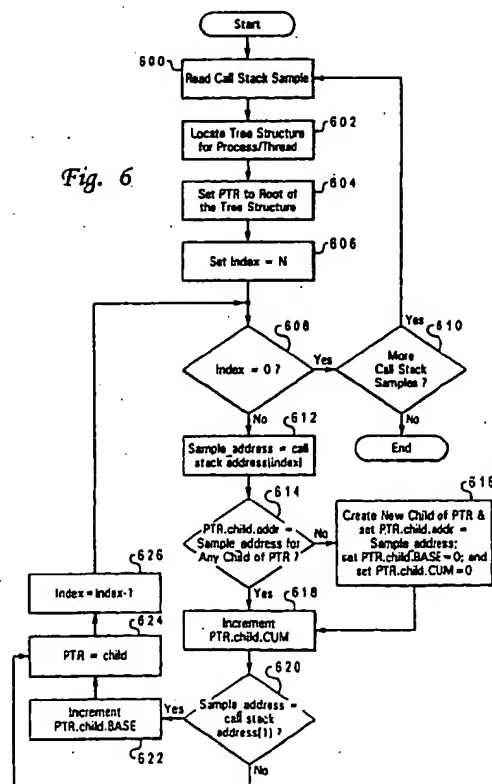 Start
600
Read Call Stack Sample
602
Locate Tree Structure
for Process/Thread
Fig. 6
604
Set PTR to Root of
the Tree Structure
606
Set Index = N
608
Index = 0 ?
Yes
No
610
More
Call Stack
Samples ?
Yes
No
End
612
Sample_address = call
stack address(index)
614
PTR.child.addr =
Sample_address for
Any Child of PTR ?
No
Yes
616
Create New Child of PTR &
set PTR.child.addr =
Sample_address;
set PTR.child.BASE = 0; and
set PTR.child.CUM = 0
618
Increment
PTR.child.CUM
620
Sample_address =
call stack
address(1) ?
Yes
No
Increment
PTR.child.BASE
622
624
PTR = child
626
Index=Index-1